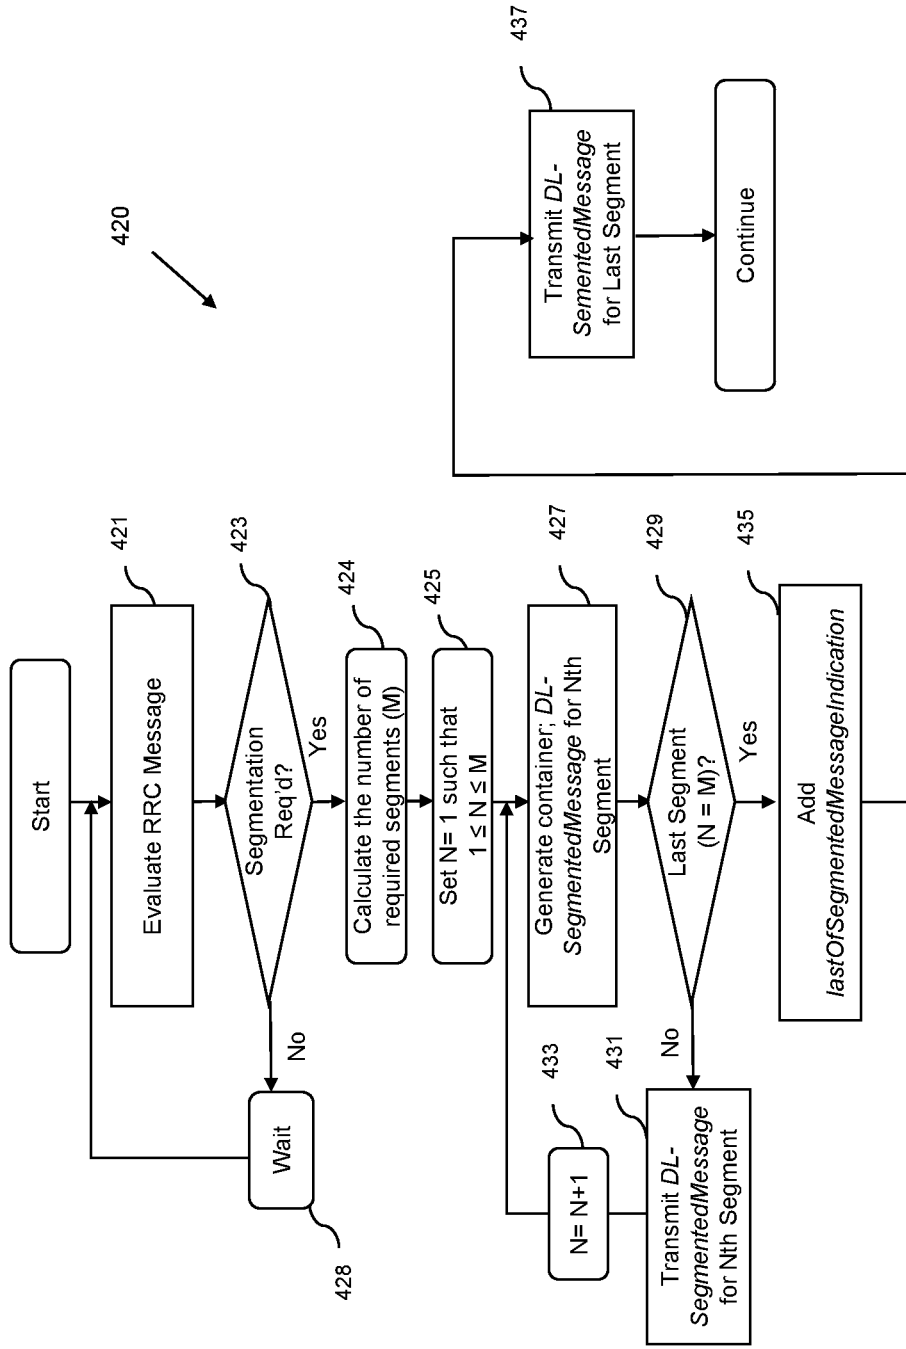 420
Start
421
Evaluate RRC Message
423
Segmentation
Req'd?
No
Wait
428
Yes
424
Calculate the number of
required segments (M)
425
Set N= 1 such that
1 ≤ N ≤ M
427
Generate container; DL-
SegmentedMessage for Nth
Segment
429
Last Segment
(N = M)?
No
431
Transmit DL-
SegmentedMessage
for Nth Segment
433
N= N+1
Yes
435
Add
lastOfSegmentedMessageIndication
437
Transmit DL-
SementedMessage
for Last Segment
Continue